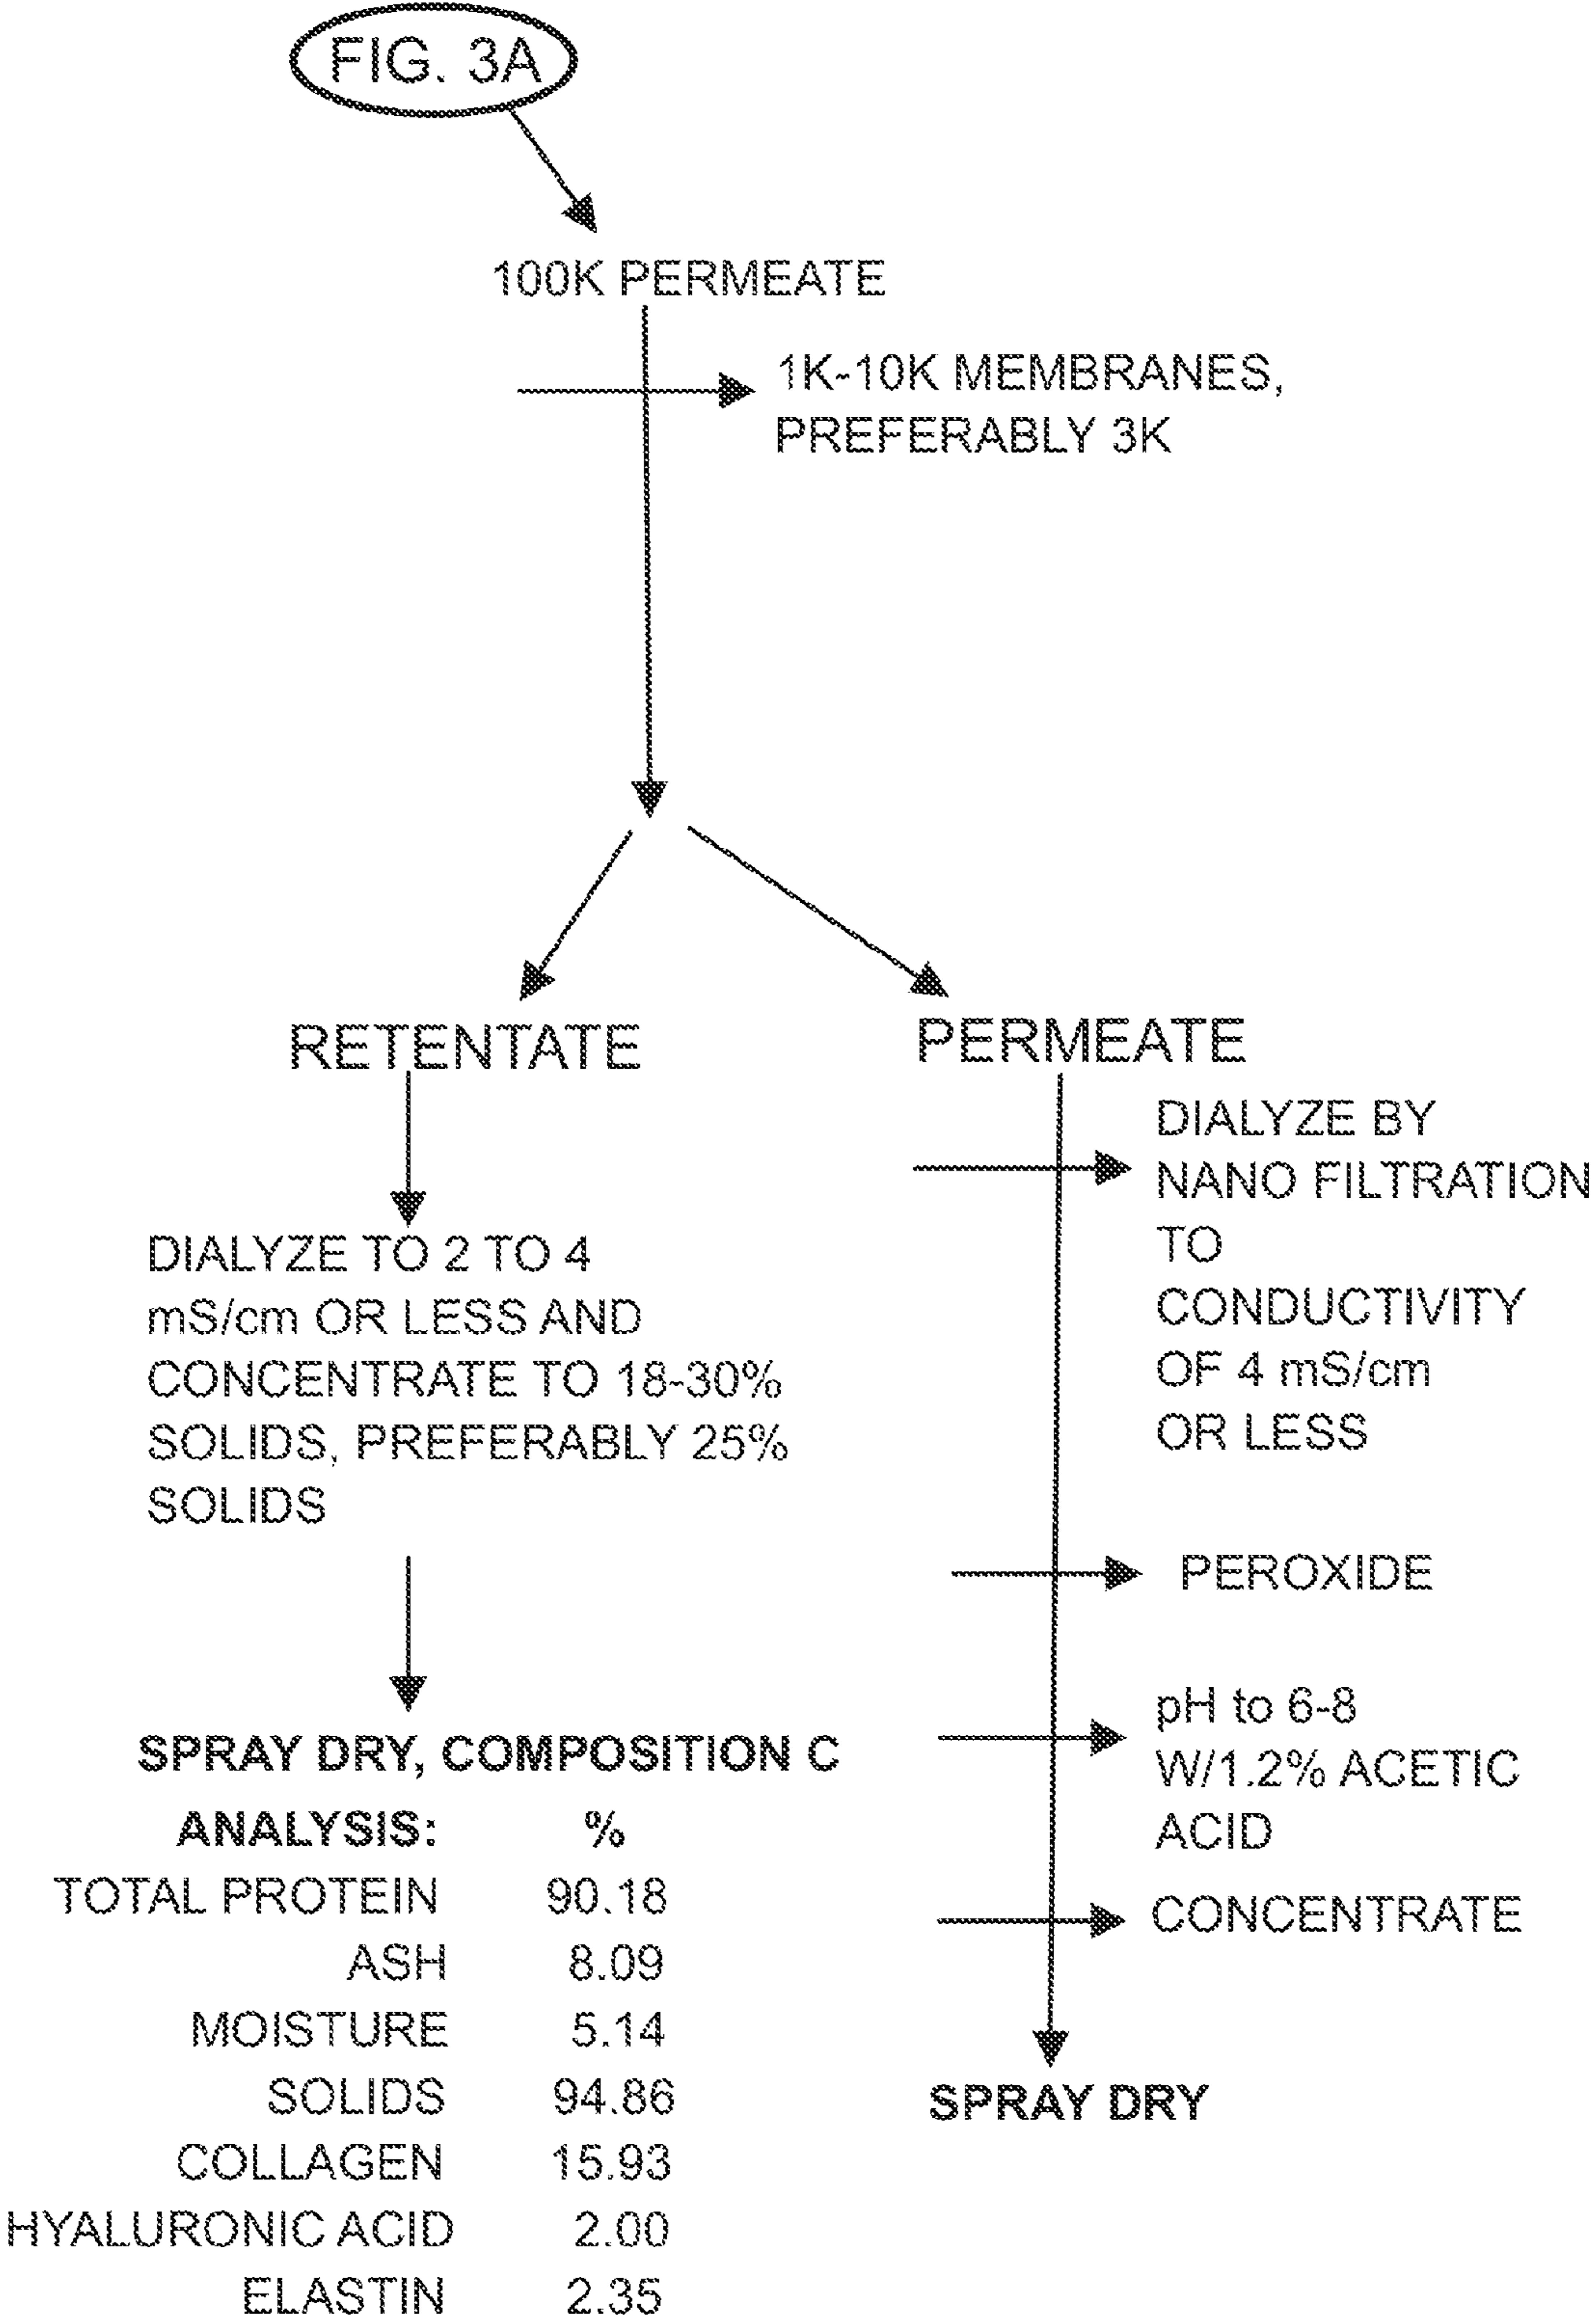 FIG. 3A
100K PERMEATE
1K-10K MEMBRANES,
PREFERABLY 3K
RETENTATE
DIALYZE TO 2 TO 4
mS/cm OR LESS AND
CONCENTRATE TO 18-30%
SOLIDS, PREFERABLY 25%
SOLIDS
SPRAY DRY, COMPOSITION C
ANALYSIS: %
TOTAL PROTEIN 90.18
ASH 8.09
MOISTURE 5.14
SOLIDS 94.86
COLLAGEN 15.93
HYALURONIC ACID 2.00
ELASTIN 2.35
PERMEATE
DIALYZE BY
NANO FILTRATION
TO
CONDUCTIVITY
OF 4 mS/cm
OR LESS
PEROXIDE
pH to 6-8
W/1.2% ACETIC
ACID
CONCENTRATE
SPRAY DRY